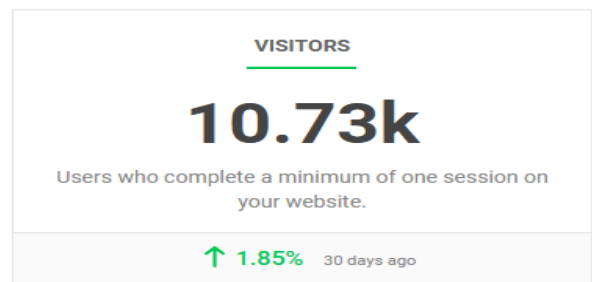 VISITORS
10.73k
Users who complete a minimum of one session on
your website.
↑ 1.85% 30 days ago